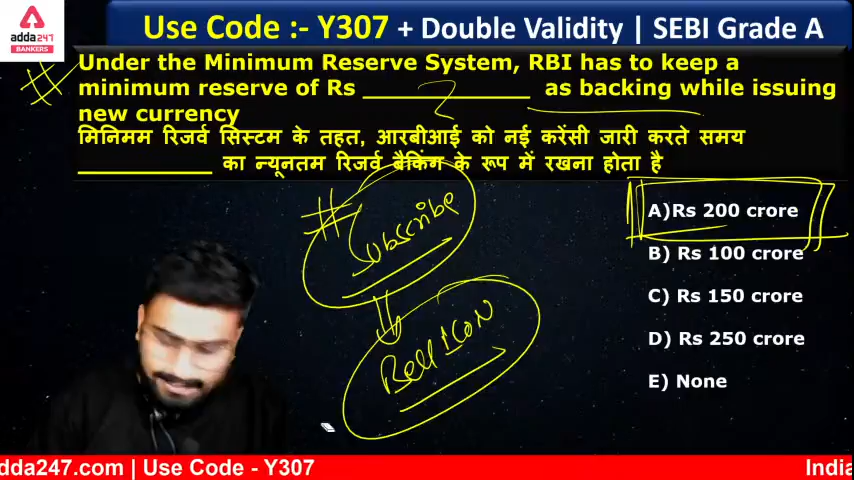 adda247
BANKERS
Use Code :- Y307 + Double Validity | SEBI Grade A
Under the Minimum Reserve System, RBI has to keep a
minimum reserve of Rs ______________ as backing while issuing
new currency
मिनिमम रिजर्व सिस्टम के तहत, आरबीआई को नई करेंसी जारी करते समय
____________ का न्यूनतम रिजर्व बैकिंग के रूप में रखना होता है
A)Rs 200 crore
B) Rs 100 crore
C) Rs 150 crore
D) Rs 250 crore
E) None
# Subscribe
Bell ICON
dda247.com | Use Code - Y307
India